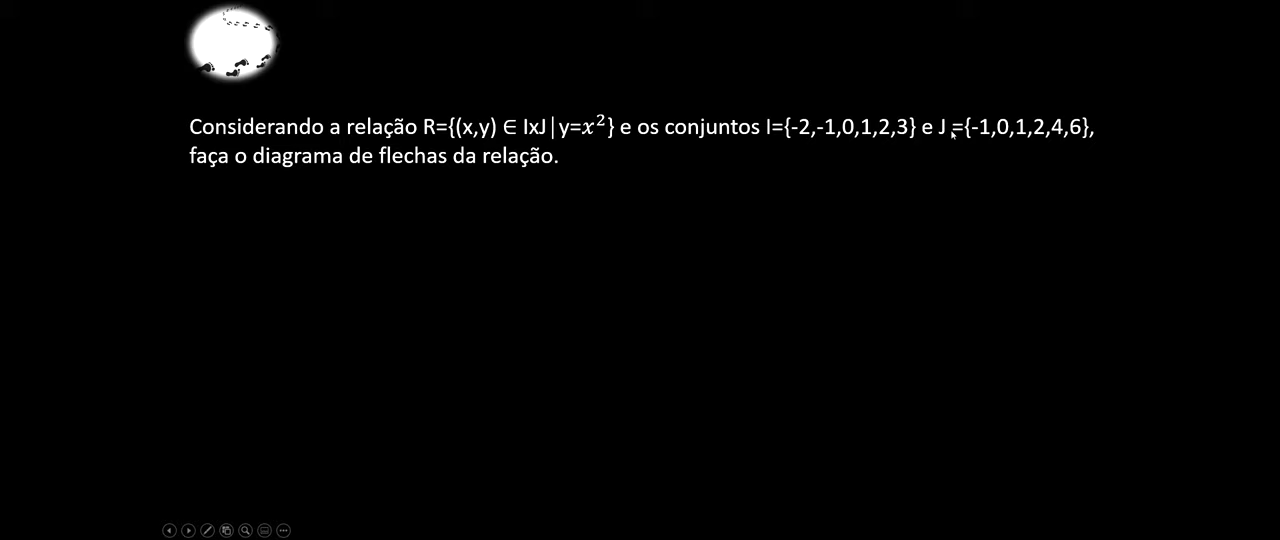 Considerando a relação R={(x,y) ∈ IxJ|y=x²} e os conjuntos I={-2,-1,0,1,2,3} e J ={-1,0,1,2,4,6},
faça o diagrama de flechas da relação.